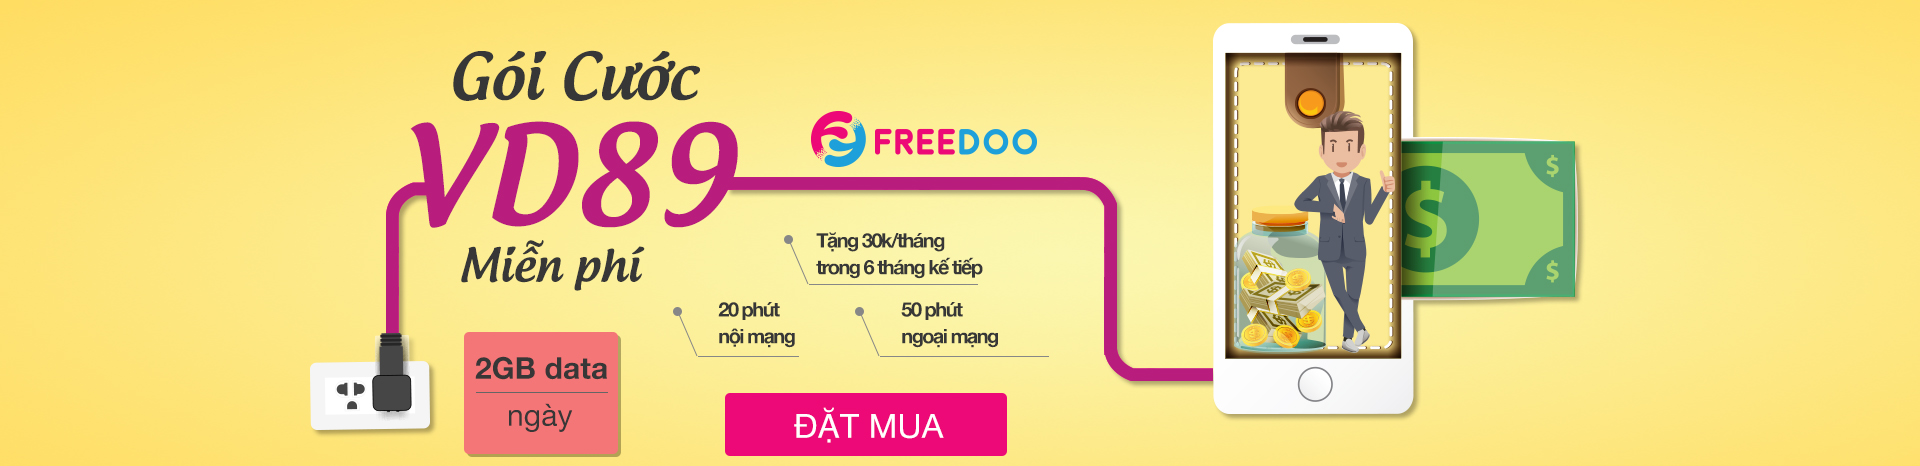 Gói Cước
VD89
Miễn phí
FREEDOO
Tặng 30k/tháng
trong 6 tháng kế tiếp
20 phút
nội mạng
50 phút
ngoại mạng
2GB data
ngày
ĐẶT MUA
$
$
$